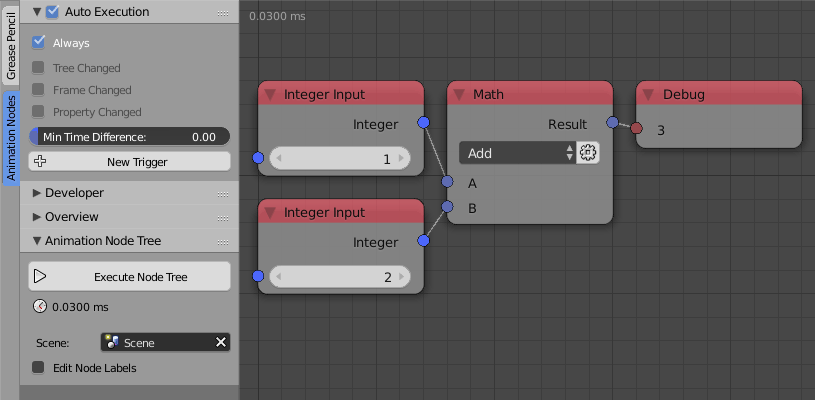 Grease Pencil
Animation Nodes
Auto Execution
Always
Tree Changed
Frame Changed
Property Changed
Min Time Difference: 0.00
New Trigger
Developer
Overview
Animation Node Tree
Execute Node Tree
0.0300 ms
Scene: Scene
Edit Node Labels
0.0300 ms
Integer Input
Integer
1
Integer Input
Integer
2
Math
Result
Add
A
B
Debug
3